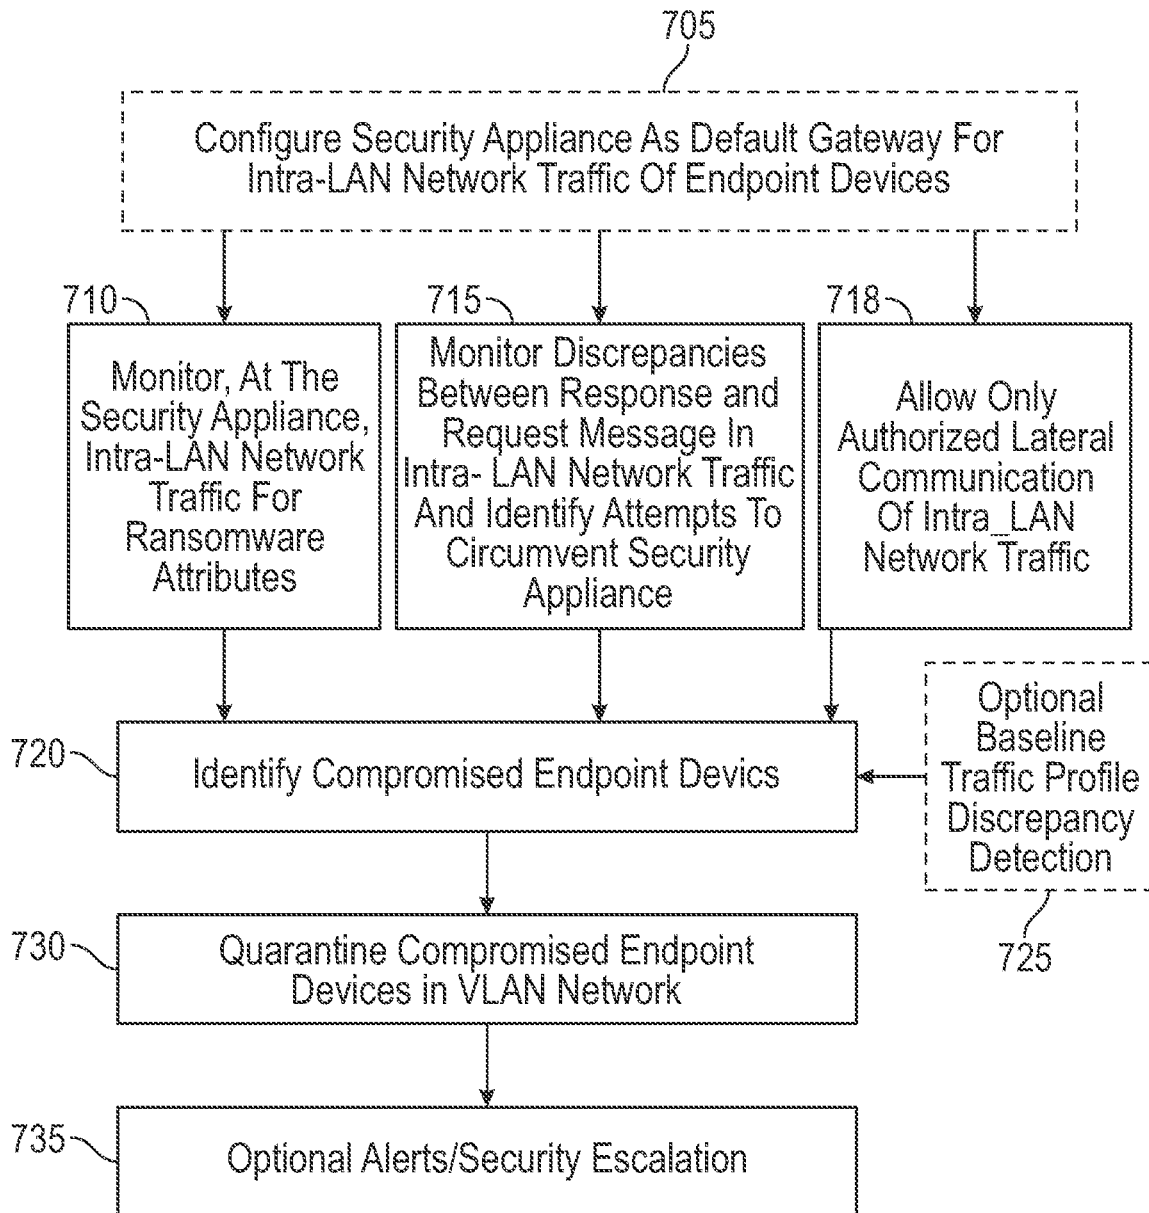 705
Configure Security Appliance As Default Gateway For
Intra-LAN Network Traffic Of Endpoint Devices
710
Monitor, At The
Security Appliance,
Intra-LAN Network
Traffic For
Ransomware
Attributes
715
Monitor Discrepancies
Between Response and
Request Message In
Intra- LAN Network Traffic
And Identify Attempts To
Circumvent Security
Appliance
718
Allow Only
Authorized Lateral
Communication
Of Intra_LAN
Network Traffic
720
Identify Compromised Endpoint Devics
Optional
Baseline
Traffic Profile
Discrepancy
Detection
725
730
Quarantine Compromised Endpoint
Devices in VLAN Network
735
Optional Alerts/Security Escalation